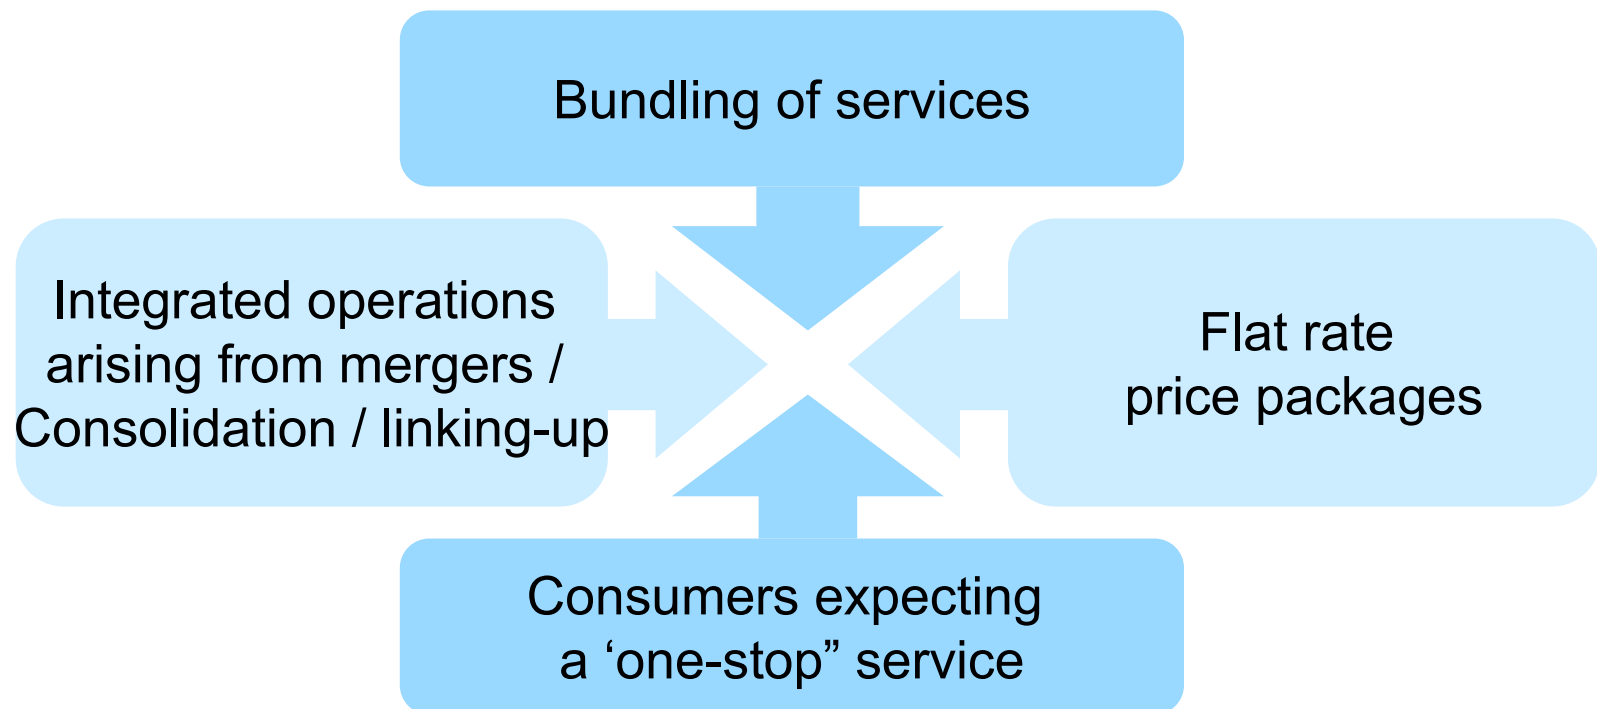 Bundling of services
Integrated operations
arising from mergers /
Consolidation / linking-up
Flat rate
price packages
Consumers expecting
a ‘one-stop” service